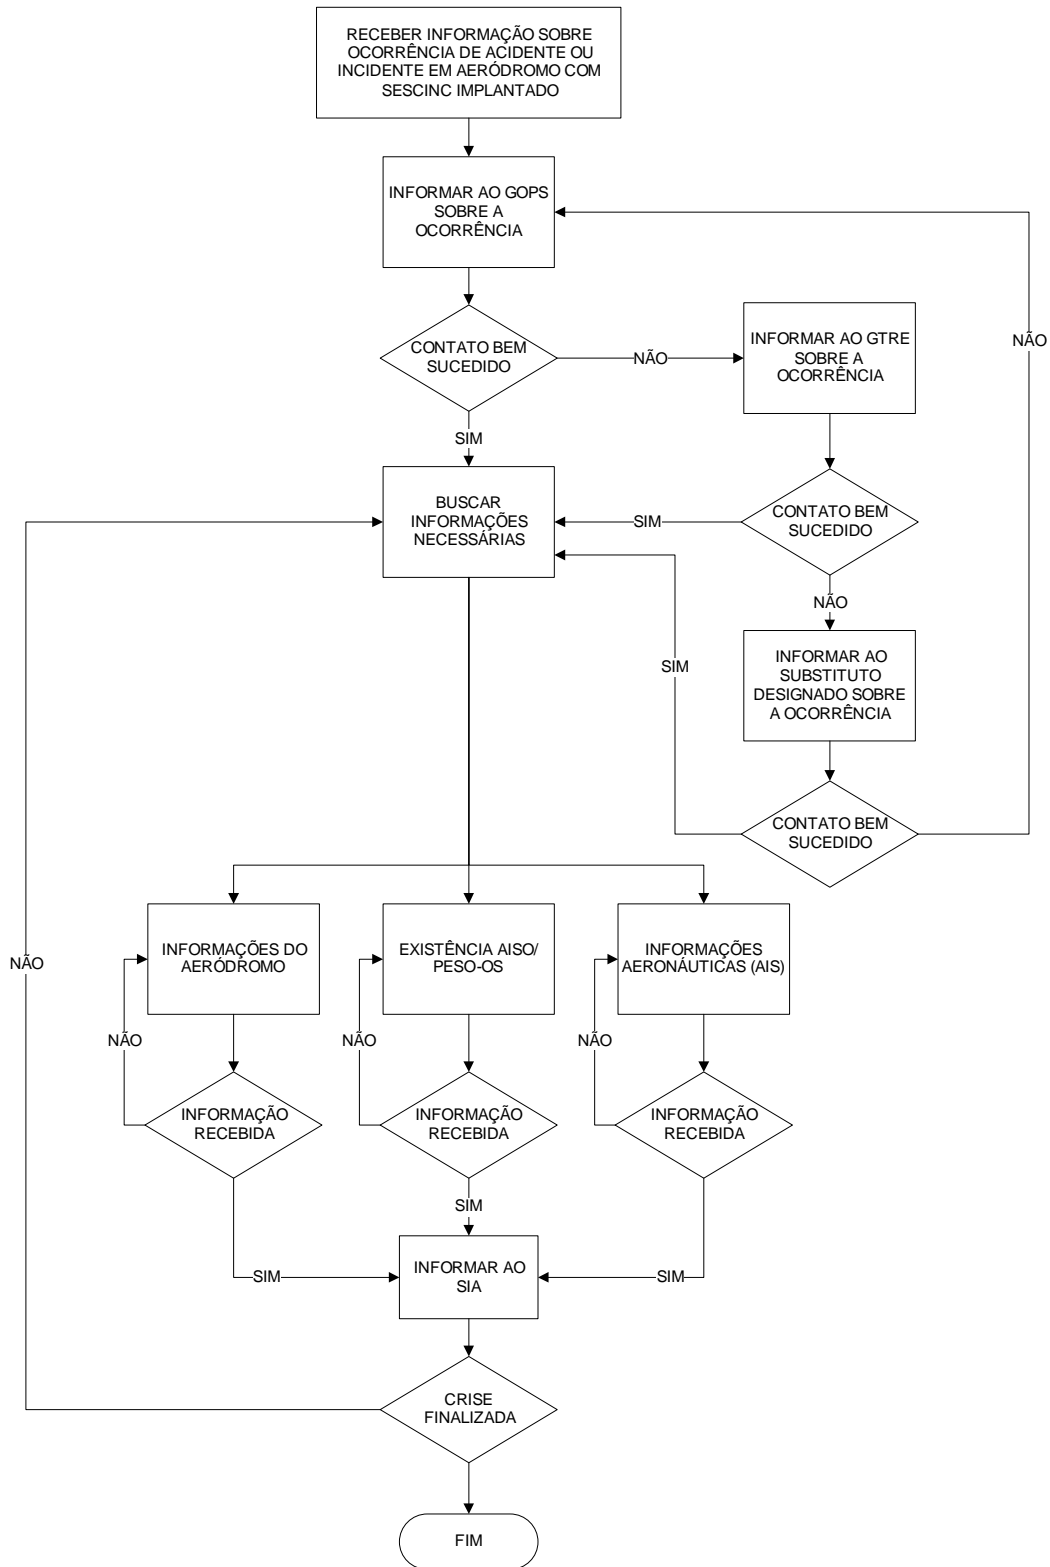 RECEBER INFORMAÇÃO SOBRE
OCORRÊNCIA DE ACIDENTE OU
INCIDENTE EM AERÓDROMO COM
SESCINC IMPLANTADO
INFORMAR AO GOPS
SOBRE A
OCORRÊNCIA
CONTATO BEM
SUCEDIDO
NÃO
INFORMAR AO GTRE
SOBRE A
OCORRÊNCIA
NÃO
SIM
BUSCAR
INFORMAÇÕES
NECESSÁRIAS
SIM
CONTATO BEM
SUCEDIDO
NÃO
SIM
INFORMAR AO
SUBSTITUTO
DESIGNADO SOBRE
A OCORRÊNCIA
CONTATO BEM
SUCEDIDO
NÃO
INFORMAÇÕES DO
AERÓDROMO
EXISTÊNCIA AISO/
PESO-OS
INFORMAÇÕES
AERONÁUTICAS (AIS)
NÃO
NÃO
NÃO
INFORMAÇÃO
RECEBIDA
INFORMAÇÃO
RECEBIDA
INFORMAÇÃO
RECEBIDA
SIM
SIM
INFORMAR AO
SIA
SIM
CRISE
FINALIZADA
FIM